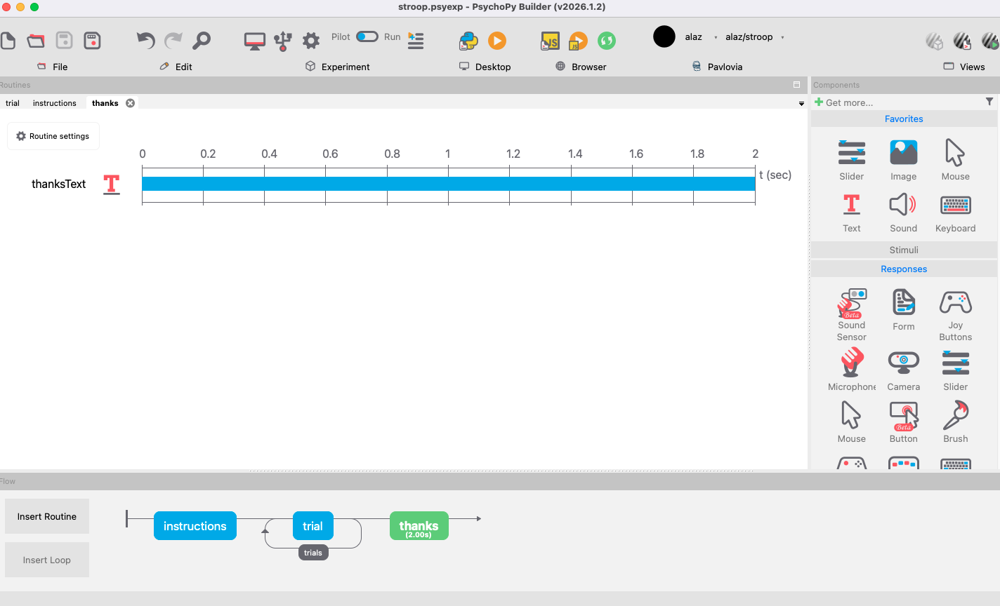 stroop.psyexp - PsychoPy Builder (v2026.1.2)
Pilot Run
alaz alaz/stroop
File Edit Experiment Desktop Browser Pavlovia Views
Routines
trial instructions thanks
Routine settings
0 0.2 0.4 0.6 0.8 1 1.2 1.4 1.6 1.8 2
t (sec)
thanksText
Components
Get more...
Favorites
Slider Image Mouse
Text Sound Keyboard
Stimuli
Responses
Beta
Sound Sensor
Form
Joy Buttons
Microphone Camera Slider
Beta
Mouse Button Brush
Flow
Insert Routine
Insert Loop
instructions trial thanks
(2.00s)
trials